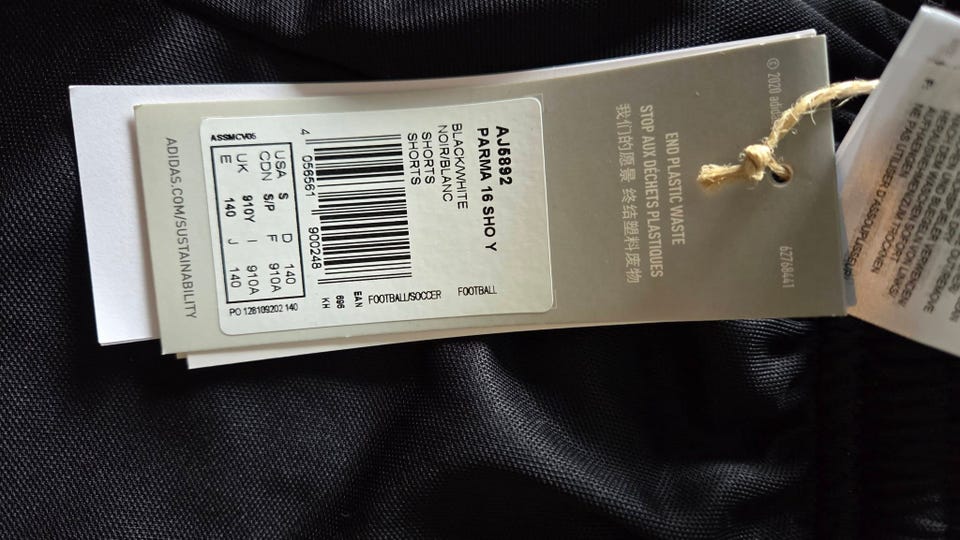 © 2020 adidas
END PLASTIC WASTE
STOP AUX DÉCHETS PLASTIQUES
我们的愿景 终结塑料废物
62768441
AJ5892
PARMA 16 SHO Y
BLACK/WHITE
NOIR/BLANC
SHORTS
SHORTS
FOOTBALL/SOCCER FOOTBALL
4 056561 900248
EAN
696
KH
USA S D 140
CDN S/P F 910A
UK 910Y I 910A
E 140 J 140
ASSMCV05
PO 128109202 140
ADIDAS.COM/SUSTAINABILITY